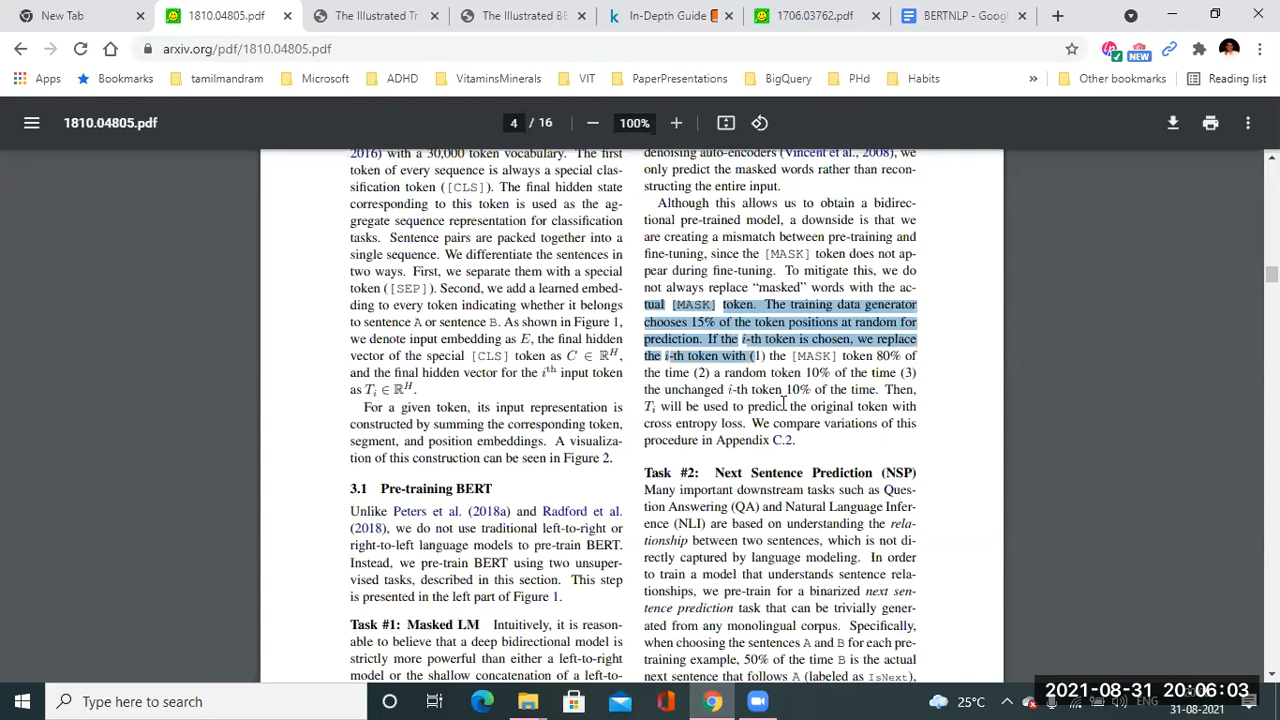 New Tab
1810.04805.pdf
The Illustrated Tr
The Illustrated BE
In-Depth Guide
1706.03762.pdf
BERTNLP - Goog
arxiv.org/pdf/1810.04805.pdf
NEW
Apps
Bookmarks
tamilmandram
Microsoft
ADHD
VitaminsMinerals
VIT
PaperPresentations
BigQuery
PHd
Habits
»
Other bookmarks
Reading list
1810.04805.pdf
4 / 16
100%
2016) with a 30,000 token vocabulary. The first
token of every sequence is always a special clas-
sification token ([CLS]). The final hidden state
corresponding to this token is used as the ag-
gregate sequence representation for classification
tasks. Sentence pairs are packed together into a
single sequence. We differentiate the sentences in
two ways. First, we separate them with a special
token ([SEP]). Second, we add a learned embed-
ding to every token indicating whether it belongs
to sentence A or sentence B. As shown in Figure 1,
we denote input embedding as E, the final hidden
vector of the special [CLS] token as C ∈ ℝᴴ,
and the final hidden vector for the iᵗʰ input token
as Tᵢ ∈ ℝᴴ.
For a given token, its input representation is
constructed by summing the corresponding token,
segment, and position embeddings. A visualiza-
tion of this construction can be seen in Figure 2.
3.1 Pre-training BERT
Unlike Peters et al. (2018a) and Radford et al.
(2018), we do not use traditional left-to-right or
right-to-left language models to pre-train BERT.
Instead, we pre-train BERT using two unsuper-
vised tasks, described in this section. This step
is presented in the left part of Figure 1.
Task #1: Masked LM Intuitively, it is reason-
able to believe that a deep bidirectional model is
strictly more powerful than either a left-to-right
model or the shallow concatenation of a left-to-
denoising auto-encoders (Vincent et al., 2008), we
only predict the masked words rather than recon-
structing the entire input.
Although this allows us to obtain a bidirec-
tional pre-trained model, a downside is that we
are creating a mismatch between pre-training and
fine-tuning, since the [MASK] token does not ap-
pear during fine-tuning. To mitigate this, we do
not always replace “masked” words with the ac-
tual [MASK] token. The training data generator
chooses 15% of the token positions at random for
prediction. If the i-th token is chosen, we replace
the i-th token with (1) the [MASK] token 80% of
the time (2) a random token 10% of the time (3)
the unchanged i-th token 10% of the time. Then,
Tᵢ will be used to predict the original token with
cross entropy loss. We compare variations of this
procedure in Appendix C.2.
Task #2: Next Sentence Prediction (NSP)
Many important downstream tasks such as Ques-
tion Answering (QA) and Natural Language Infer-
ence (NLI) are based on understanding the rela-
tionship between two sentences, which is not di-
rectly captured by language modeling. In order
to train a model that understands sentence rela-
tionships, we pre-train for a binarized next sen-
tence prediction task that can be trivially gener-
ated from any monolingual corpus. Specifically,
when choosing the sentences A and B for each pre-
training example, 50% of the time B is the actual
next sentence that follows A (labeled as IsNext),
Type here to search
25°C
ENG
2021-08-31 20:06:03
31-08-2021